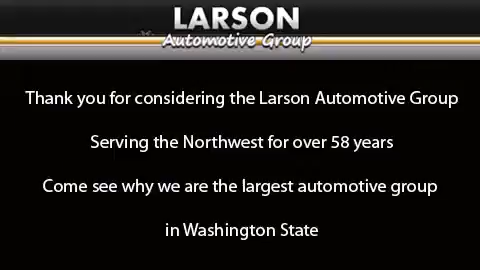 LARSON
Automotive Group
Thank you for considering the Larson Automotive Group
Serving the Northwest for over 58 years
Come see why we are the largest automotive group
in Washington State